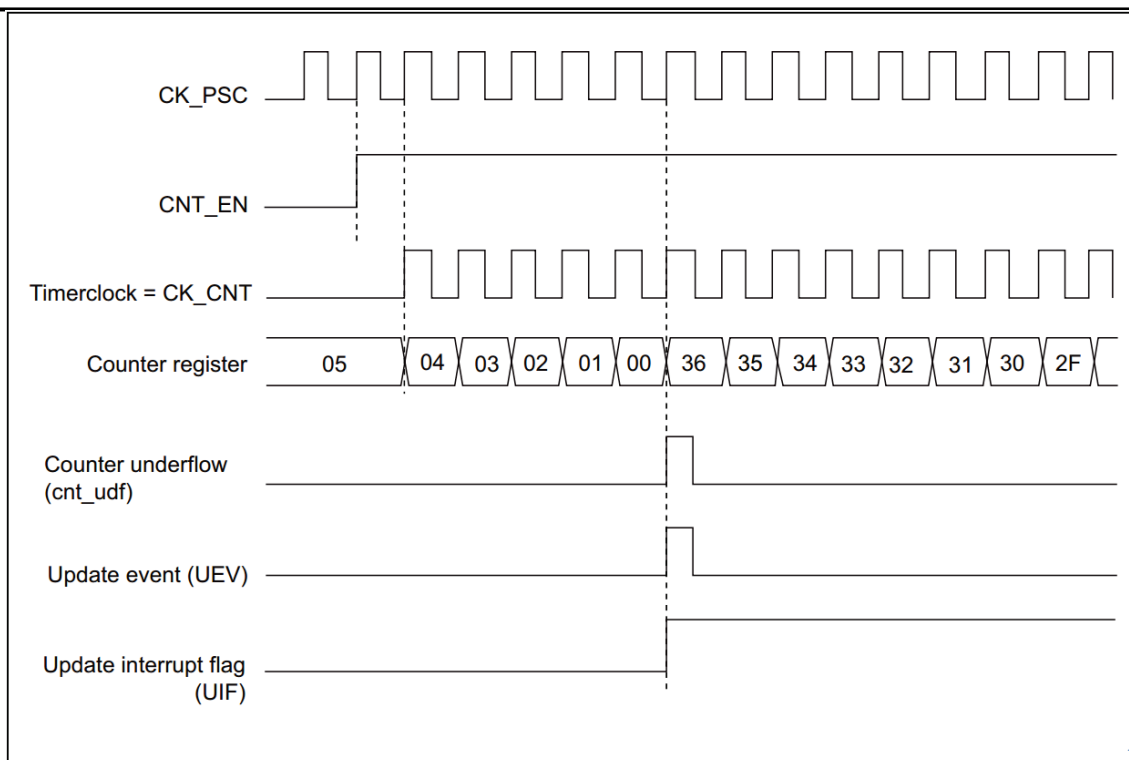 CK_PSC
CNT_EN
Timerclock = CK_CNT
Counter register
05 04 03 02 01 00 36 35 34 33 32 31 30 2F
Counter underflow
(cnt_udf)
Update event (UEV)
Update interrupt flag
(UIF)